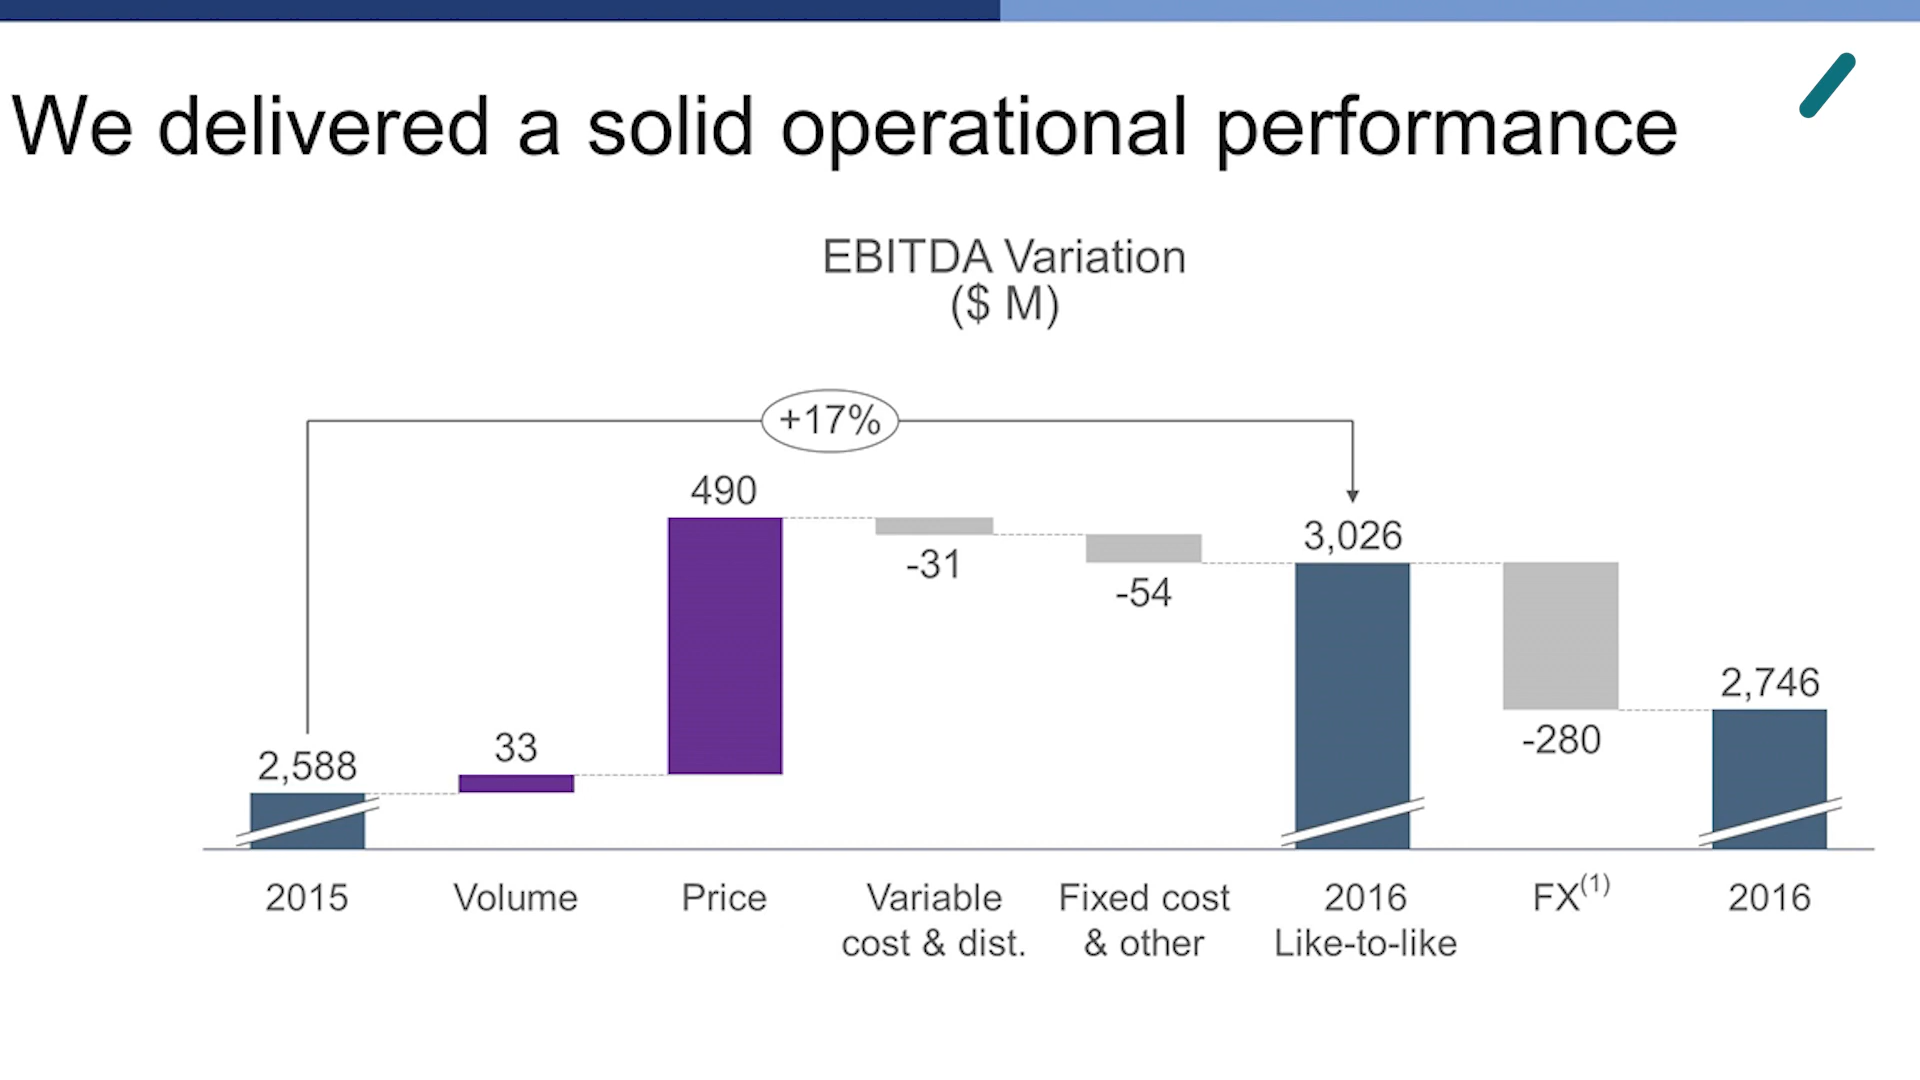 We delivered a solid operational performance
EBITDA Variation
($ M)
+17%
490
3,026
-31
-54
2,746
33
2,588
-280
2015
Volume
Price
Variable
cost & dist.
Fixed cost
& other
2016
Like-to-like
FX(1)
2016